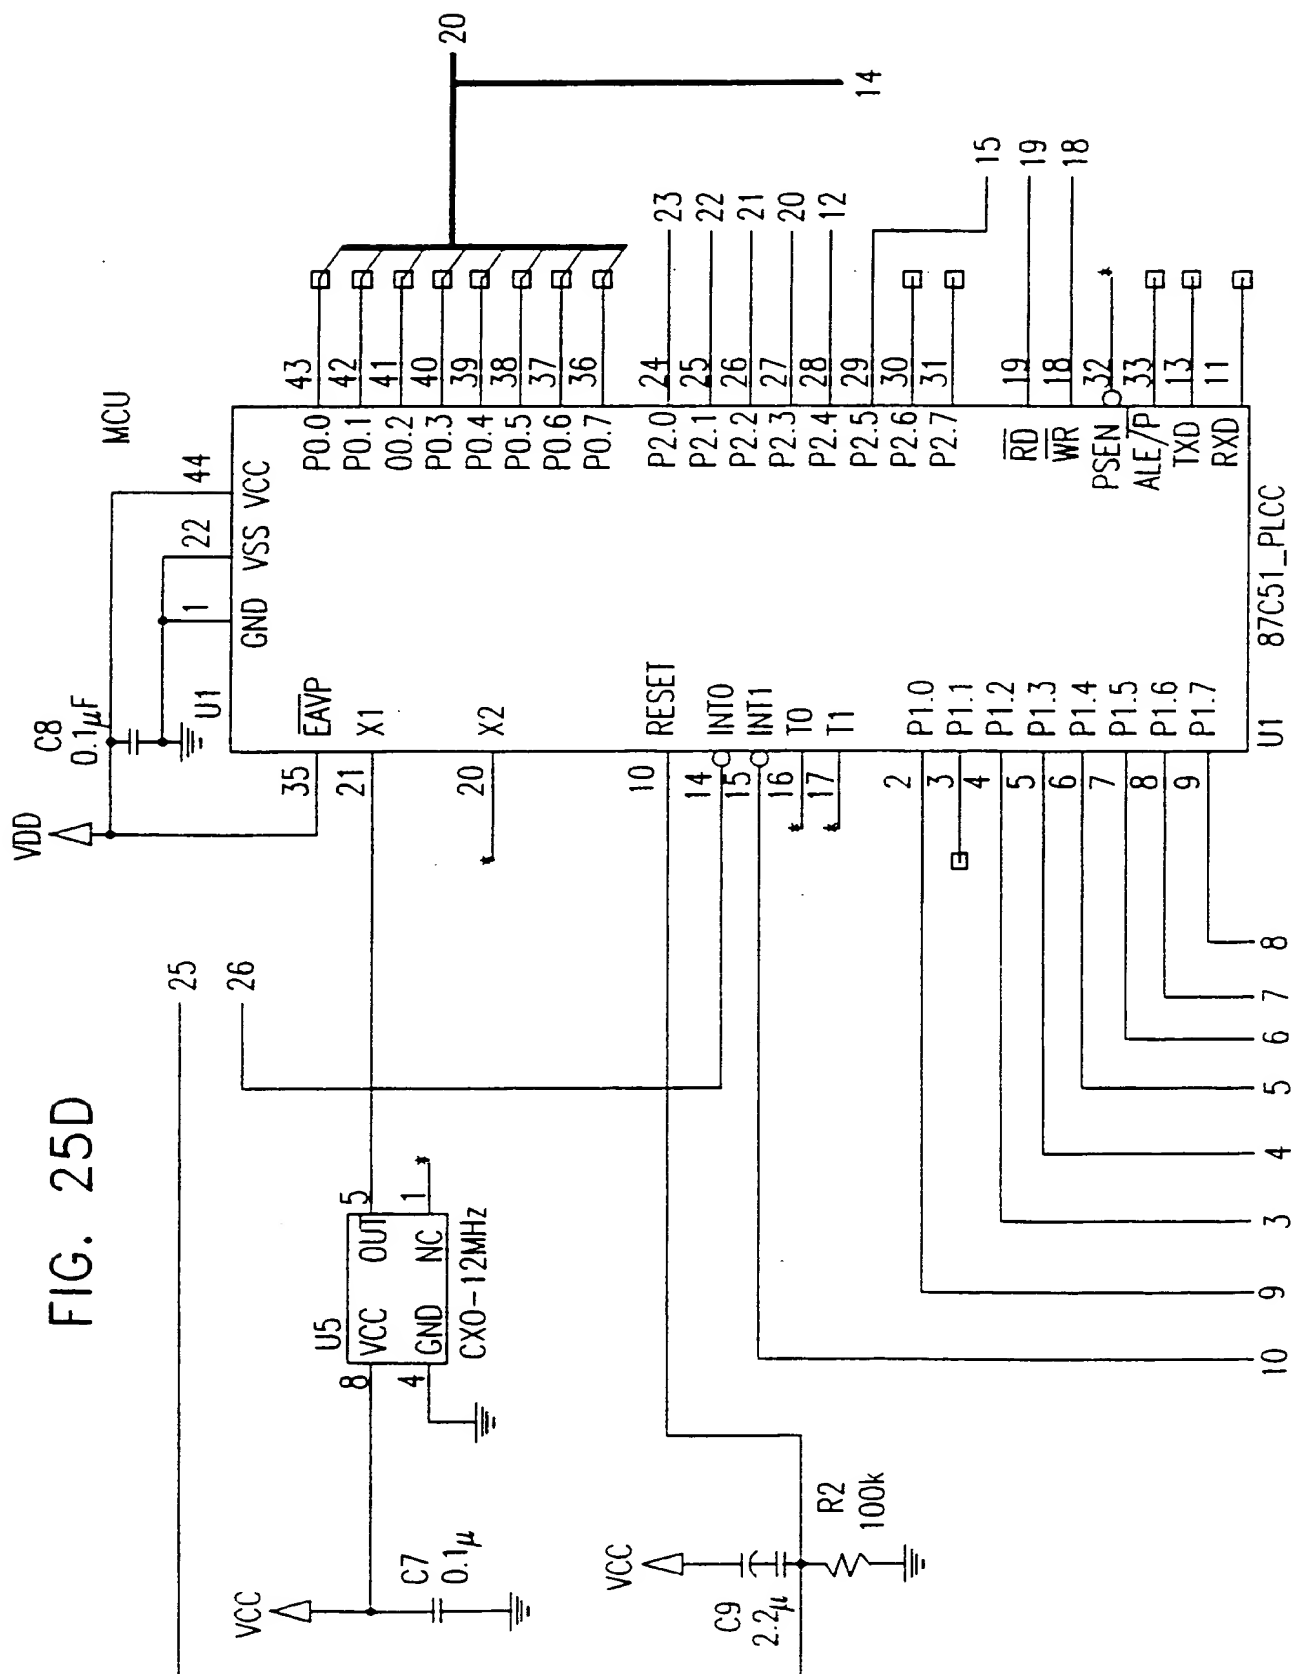 FIG. 25D
MCU
VDD
C8
0.1µF
U1
1
22
44
GND
VSS
VCC
25
26
35
E̅A̅V̅P̅
21
X1
20
X2
10
RESET
14
INT0
15
INT1
16
T0
17
T1
2
P1.0
3
P1.1
4
P1.2
5
P1.3
6
P1.4
7
P1.5
8
P1.6
9
P1.7
P0.0
43
P0.1
42
O0.2
41
P0.3
40
P0.4
39
P0.5
38
P0.6
37
P0.7
36
20
14
P2.0
24
23
P2.1
25
22
P2.2
26
21
P2.3
27
20
P2.4
28
12
P2.5
29
15
P2.6
30
P2.7
31
R̅D̅
19
19
W̅R̅
18
18
PSEN
32
*
ALE/P̅
33
TXD
13
RXD
11
U1
87C51_PLCC
*
*
*
U5
8
VCC
OUT
5
4
GND
NC
1
*
CXO-12MHz
VCC
C7
0.1µ
VCC
C9
2.2µ
R2
100k
10
9
3
4
5
6
7
8